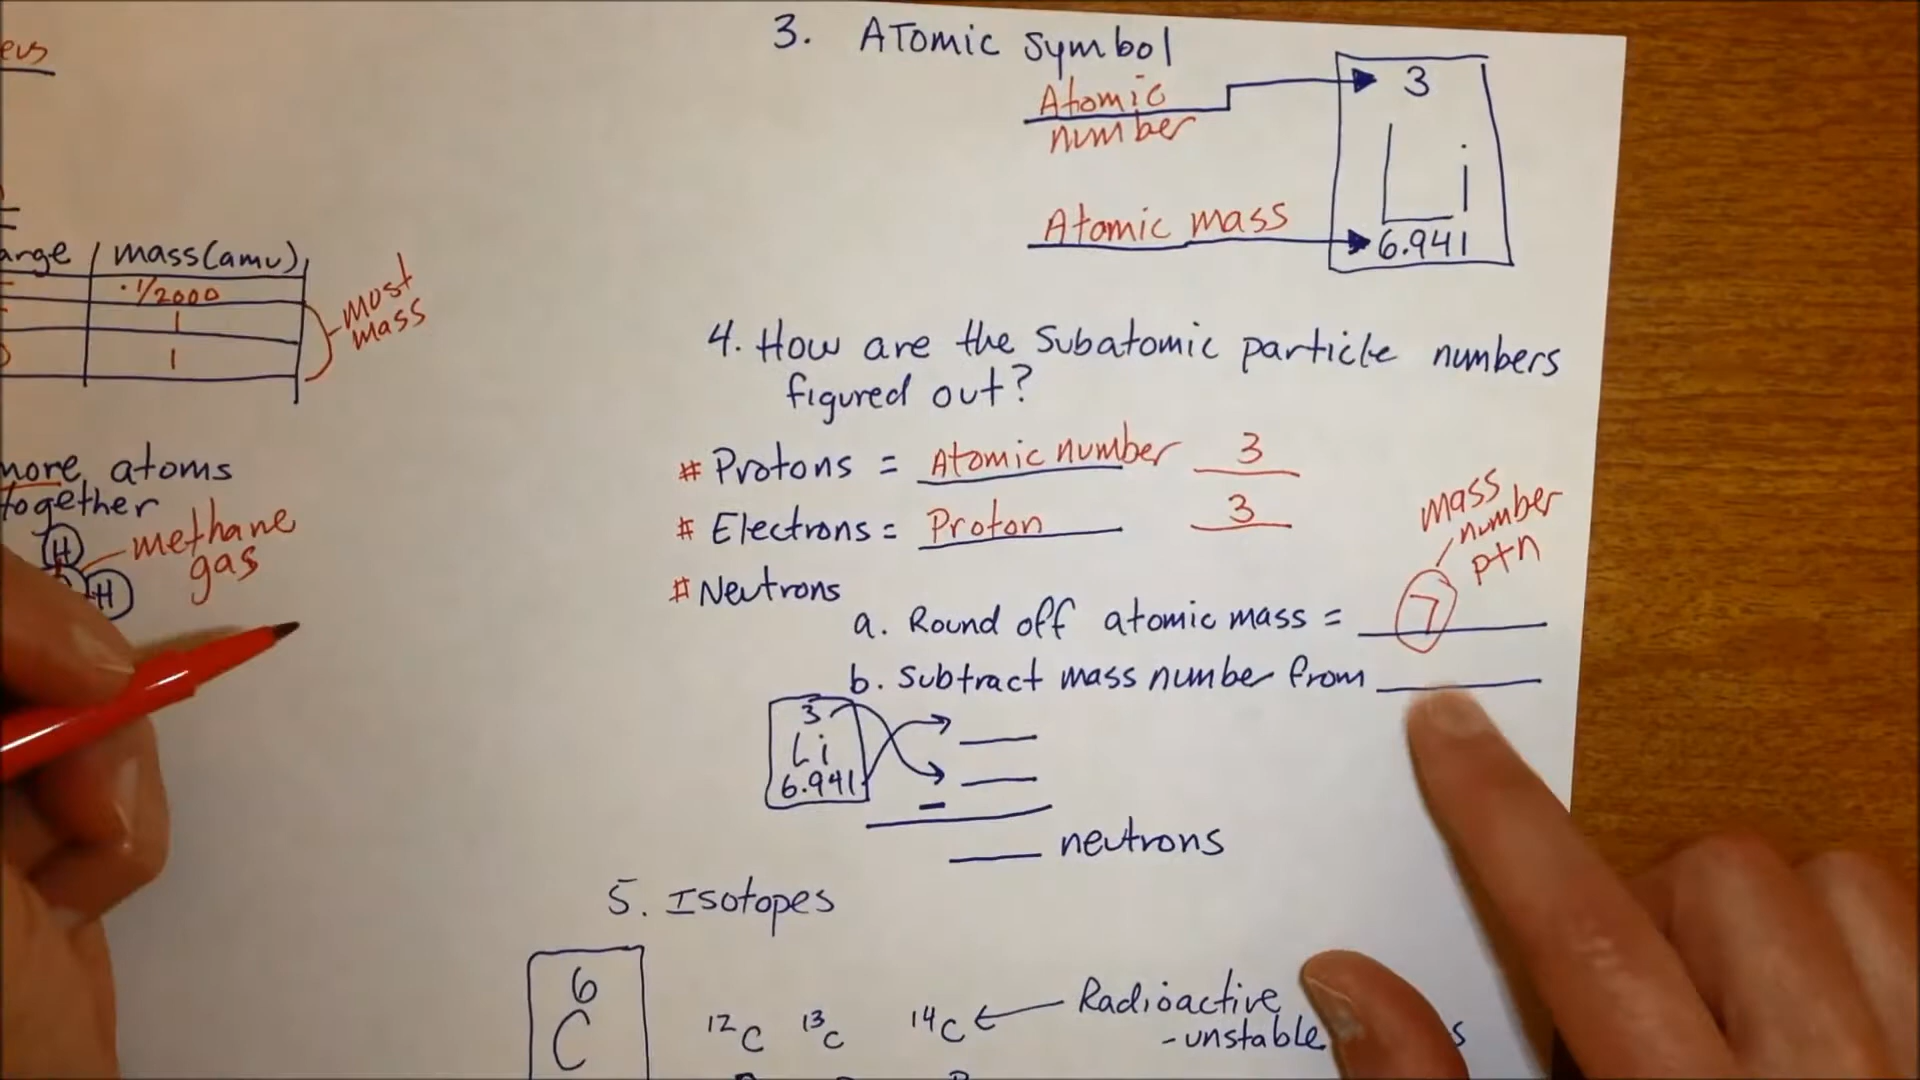 3. Atomic symbol
Atomic
number
3
Li
Atomic mass
6.941
mass(amu)
1/2000
1
1
most
mass
more atoms
together
H
H
methane
gas
4. How are the subatomic particle numbers
figured out?
# Protons = Atomic number 3
# Electrons = Proton 3
# Neutrons
mass
number
p+n
a. Round off atomic mass = 7
b. Subtract mass number from
3
Li
6.941
-
neutrons
5. Isotopes
6
C
12C 13C 14C
Radioactive
-unstable